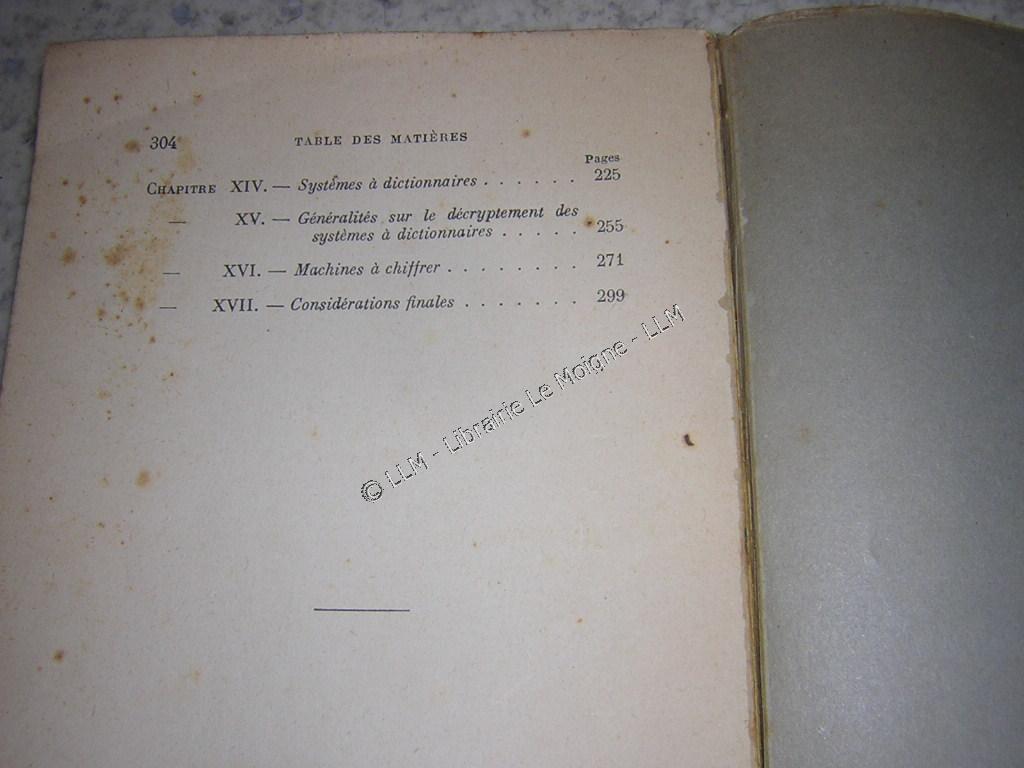 304 TABLE DES MATIÈRES
Pages
CHAPITRE XIV. — Systèmes à dictionnaires . . . . . . 225
— XV. — Généralités sur le décryptement des
systèmes à dictionnaires . . . . . 255
— XVI. — Machines à chiffrer . . . . . . . . 271
— XVII. — Considérations finales . . . . . . . 299
© LLM - Librairie Le Moigne - LLM